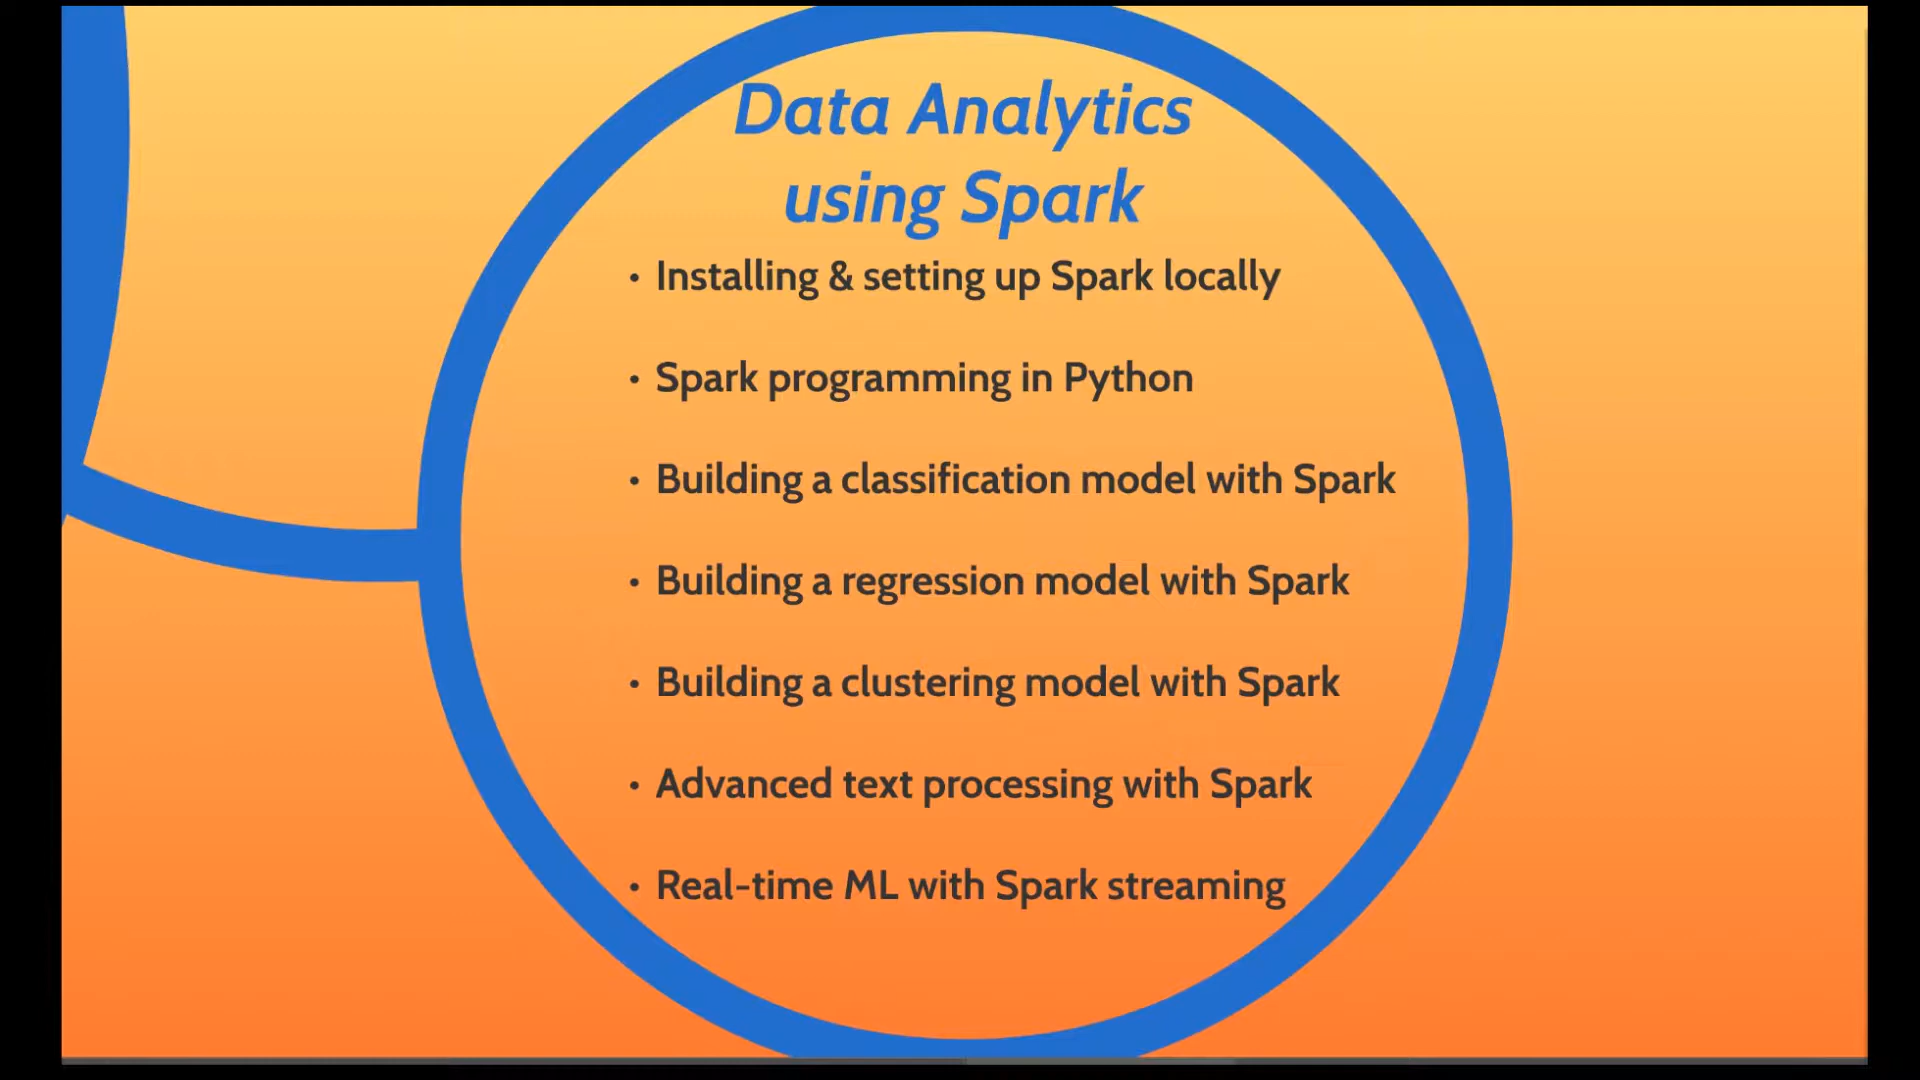 Data Analytics
using Spark
• Installing & setting up Spark locally
• Spark programming in Python
• Building a classification model with Spark
• Building a regression model with Spark
• Building a clustering model with Spark
• Advanced text processing with Spark
• Real-time ML with Spark streaming